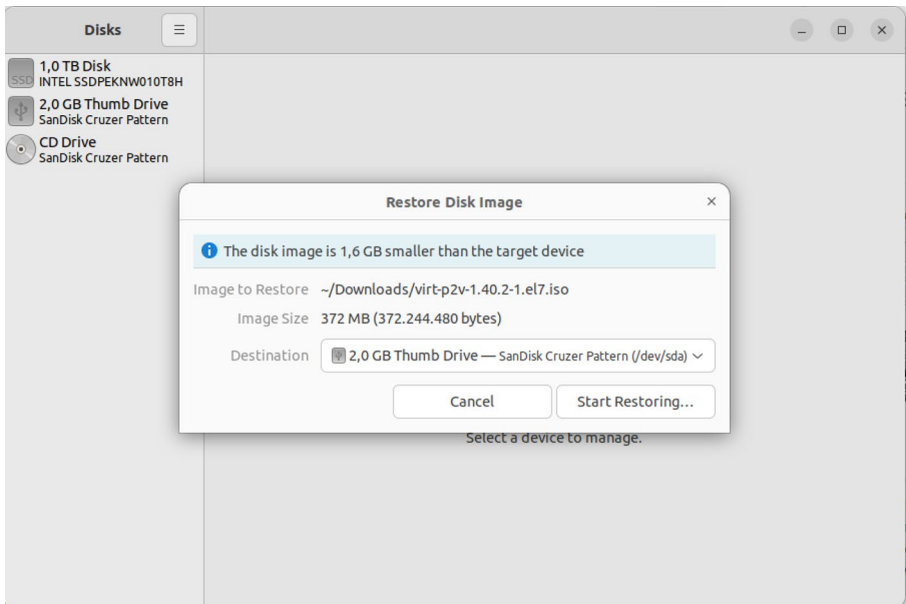 Disks
1,0 TB Disk
SSD
INTEL SSDPEKNW010T8H
2,0 GB Thumb Drive
SanDisk Cruzer Pattern
CD Drive
SanDisk Cruzer Pattern
Restore Disk Image
The disk image is 1,6 GB smaller than the target device
Image to Restore ~/Downloads/virt-p2v-1.40.2-1.el7.iso
Image Size 372 MB (372.244.480 bytes)
Destination 2,0 GB Thumb Drive — SanDisk Cruzer Pattern (/dev/sda)
Cancel Start Restoring...
Select a device to manage.